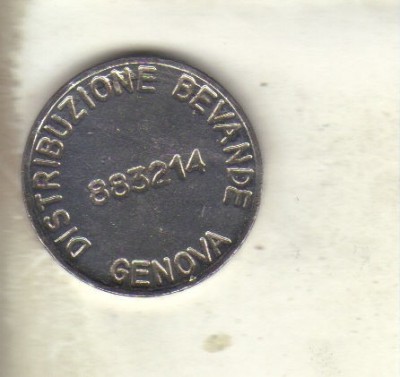 DISTRIBUZIONE BEVANDE
883214
GENOVA